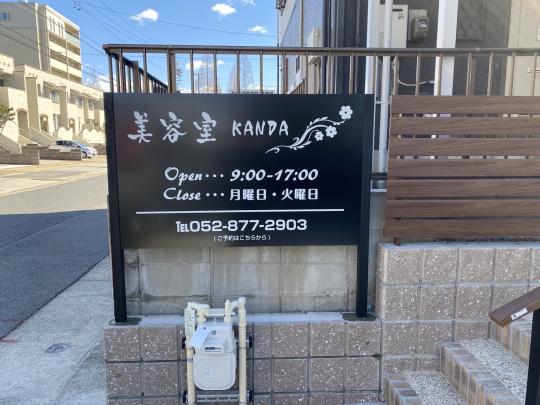 美容室 KANDA
Open・・・ 9:00-17:00
Close・・・ 月曜日・火曜日
TEL052-877-2903
(ご予約はこちらから)